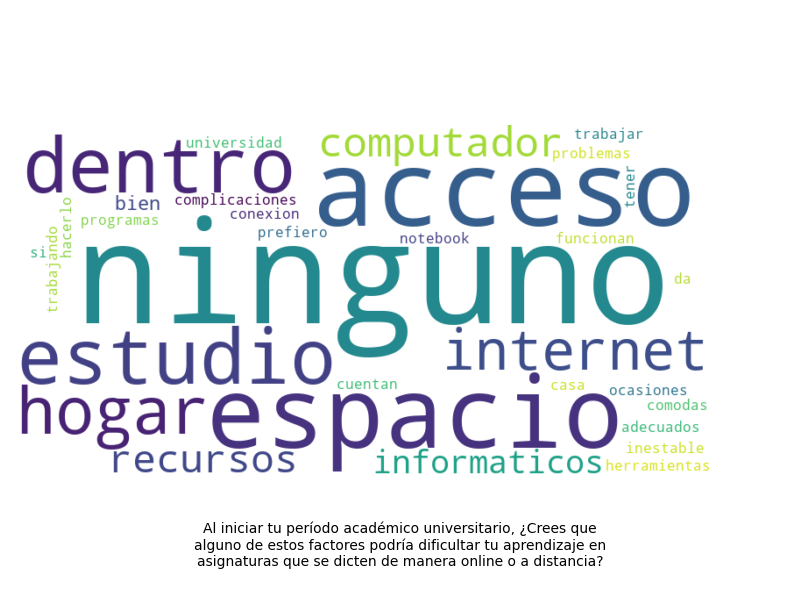 universidad
dentro
computador
trabajar
problemas
acceso
tener
bien
complicaciones
programas
conexion
hacerlo
prefiero
notebook
funcionan
si
trabajando
ninguno
da
estudio
internet
cuentan
casa
ocasiones
hogar
espacio
comodas
adecuados
recursos
informaticos
inestable
herramientas
Al iniciar tu período académico universitario, ¿Crees que
alguno de estos factores podría dificultar tu aprendizaje en
asignaturas que se dicten de manera online o a distancia?